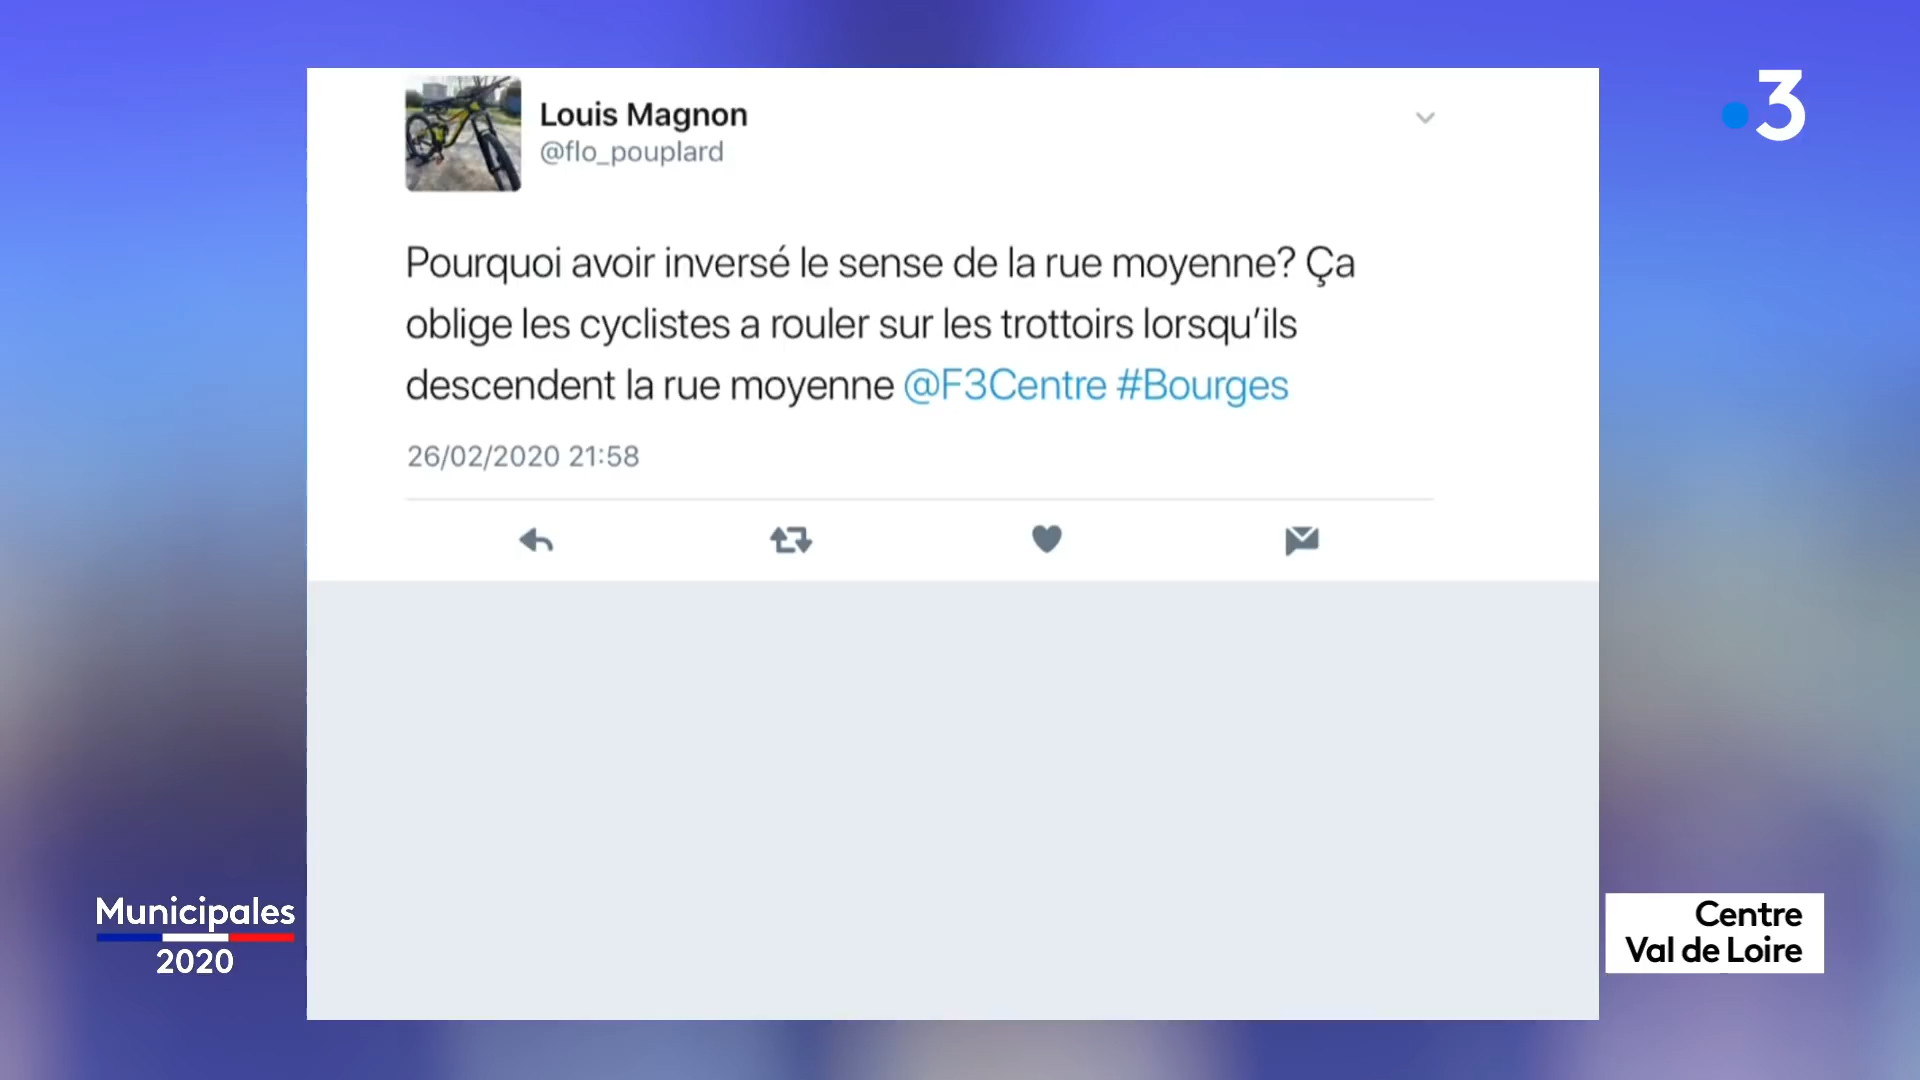 Louis Magnon
@flo_pouplard
3
Pourquoi avoir inversé le sense de la rue moyenne? Ça
oblige les cyclistes a rouler sur les trottoirs lorsqu’ils
descendent la rue moyenne @F3Centre #Bourges
26/02/2020 21:58
Municipales
2020
Centre
Val de Loire